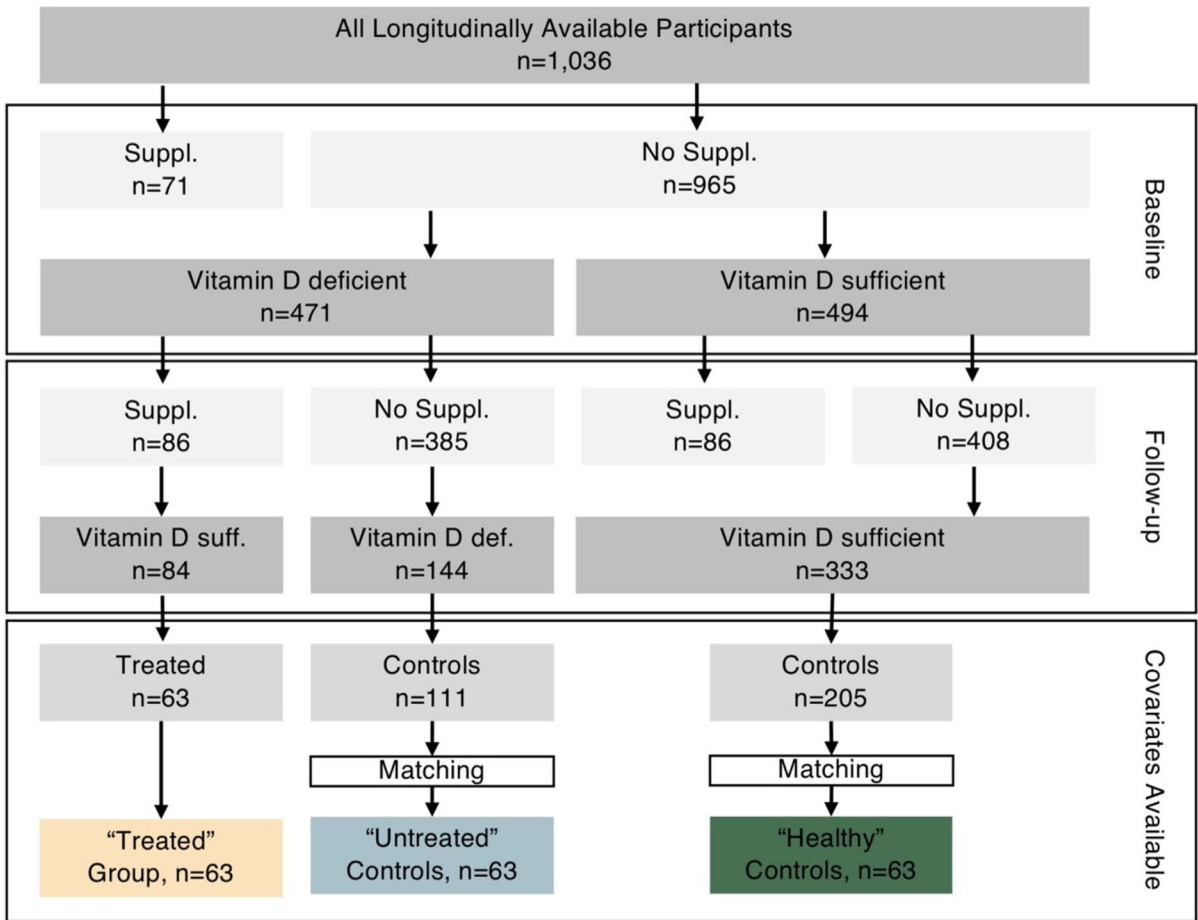 All Longitudinally Available Participants
n=1,036
Suppl.
n=71
No Suppl.
n=965
Baseline
Vitamin D deficient
n=471
Vitamin D sufficient
n=494
Suppl.
n=86
No Suppl.
n=385
Suppl.
n=86
No Suppl.
n=408
Follow-up
Vitamin D suff.
n=84
Vitamin D def.
n=144
Vitamin D sufficient
n=333
Treated
n=63
Controls
n=111
Controls
n=205
Covariates Available
Matching
Matching
“Treated”
Group, n=63
“Untreated”
Controls, n=63
“Healthy”
Controls, n=63